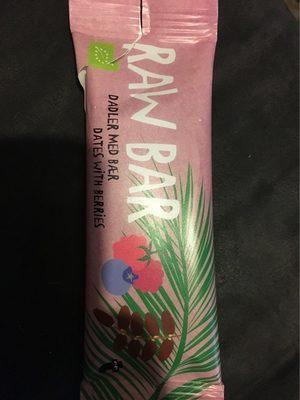 RAW BAR
DADLER MED BÆR
DATES WITH BERRIES